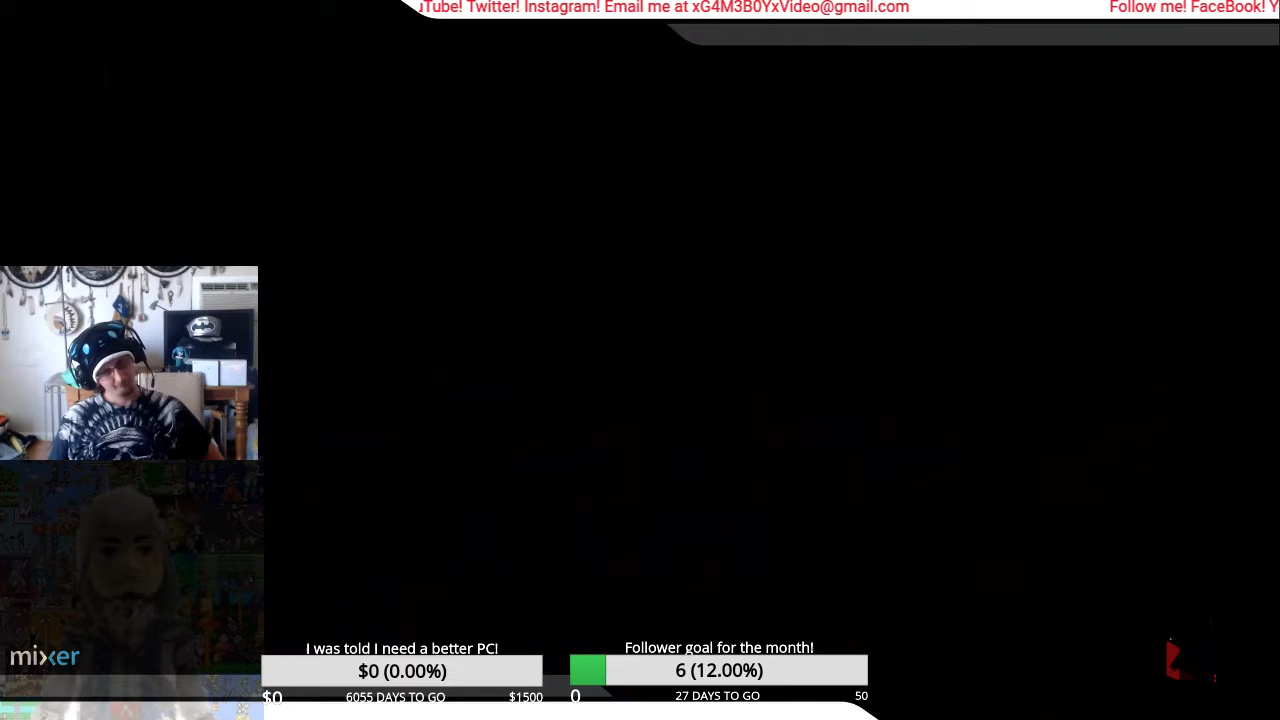 uTube! Twitter! Instagram! Email me at xG4M3B0YxVideo@gmail.com Follow me! FaceBook! Y
mixer
I was told I need a better PC!
$0 (0.00%)
$0 6055 DAYS TO GO $1500
Follower goal for the month!
6 (12.00%)
0 27 DAYS TO GO 50